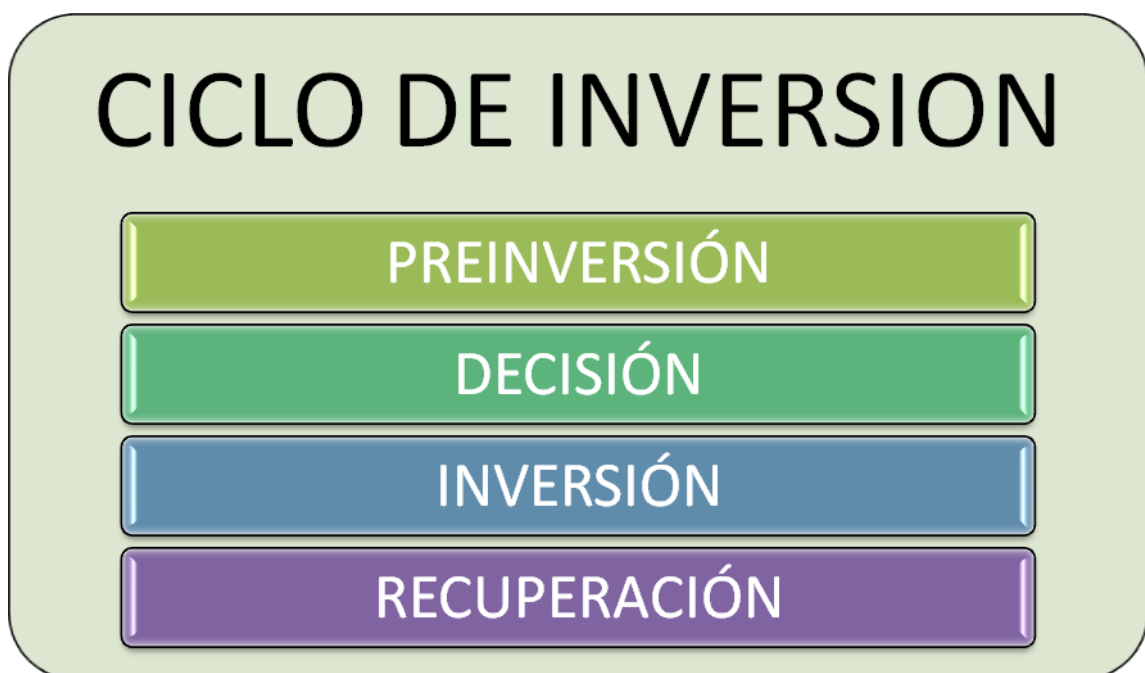 CICLO DE INVERSION
PREINVERSIÓN
DECISIÓN
INVERSIÓN
RECUPERACIÓN